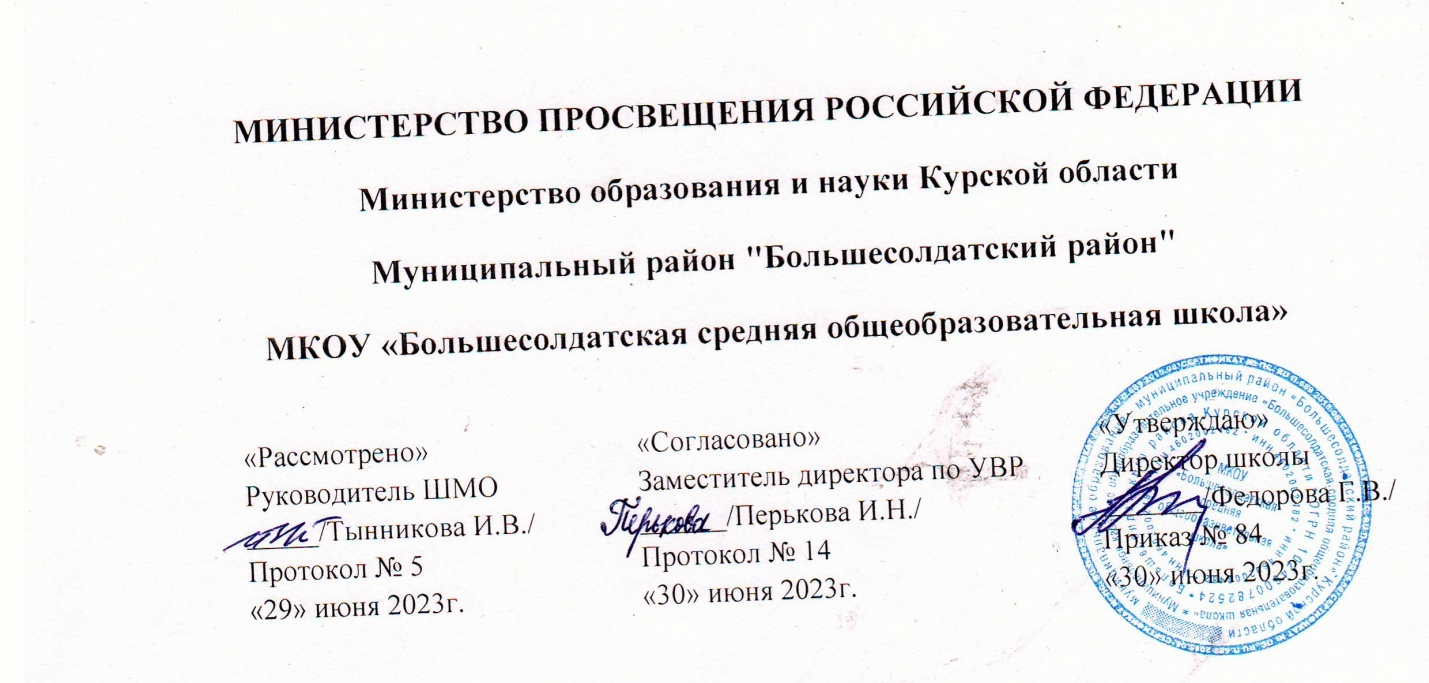 МИНИСТЕРСТВО ПРОСВЕЩЕНИЯ РОССИЙСКОЙ ФЕДЕРАЦИИ
Министерство образования и науки Курской области
Муниципальный район "Большесолдатский район"
МКОУ «Большесолдатская средняя общеобразовательная школа»
«Рассмотрено»
Руководитель ШМО
/Тынникова И.В./
Протокол № 5
«29» июня 2023г.
«Согласовано»
Заместитель директора по УВР
Перькова /Перькова И.Н./
Протокол № 14
«30» июня 2023г.
«Утверждаю»
Директор школы
/Федорова Г.В./
Приказ № 84
«30» июня 2023г.